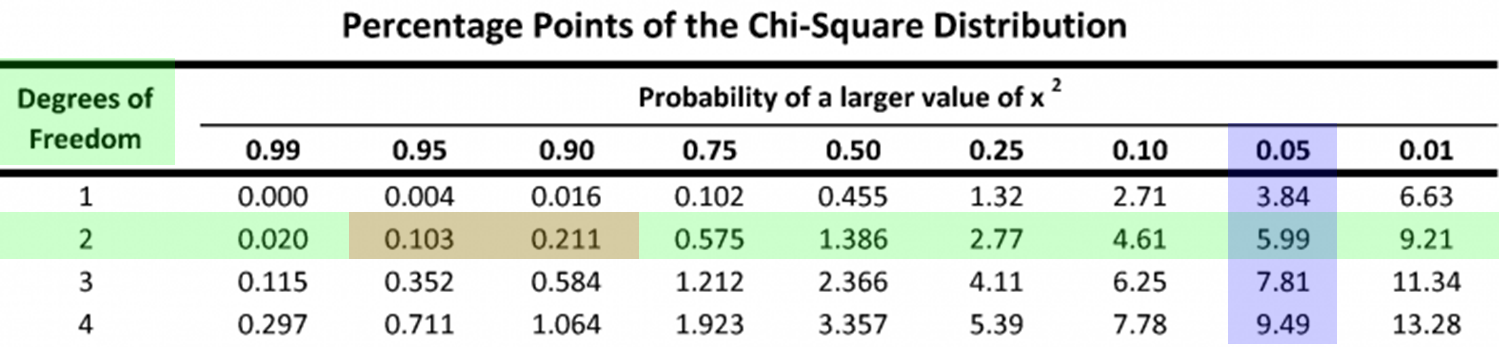 Percentage Points of the Chi-Square Distribution
Degrees of Freedom
Probability of a larger value of x 2
0.99 0.95 0.90 0.75 0.50 0.25 0.10 0.05 0.01
1 0.000 0.004 0.016 0.102 0.455 1.32 2.71 3.84 6.63
2 0.020 0.103 0.211 0.575 1.386 2.77 4.61 5.99 9.21
3 0.115 0.352 0.584 1.212 2.366 4.11 6.25 7.81 11.34
4 0.297 0.711 1.064 1.923 3.357 5.39 7.78 9.49 13.28